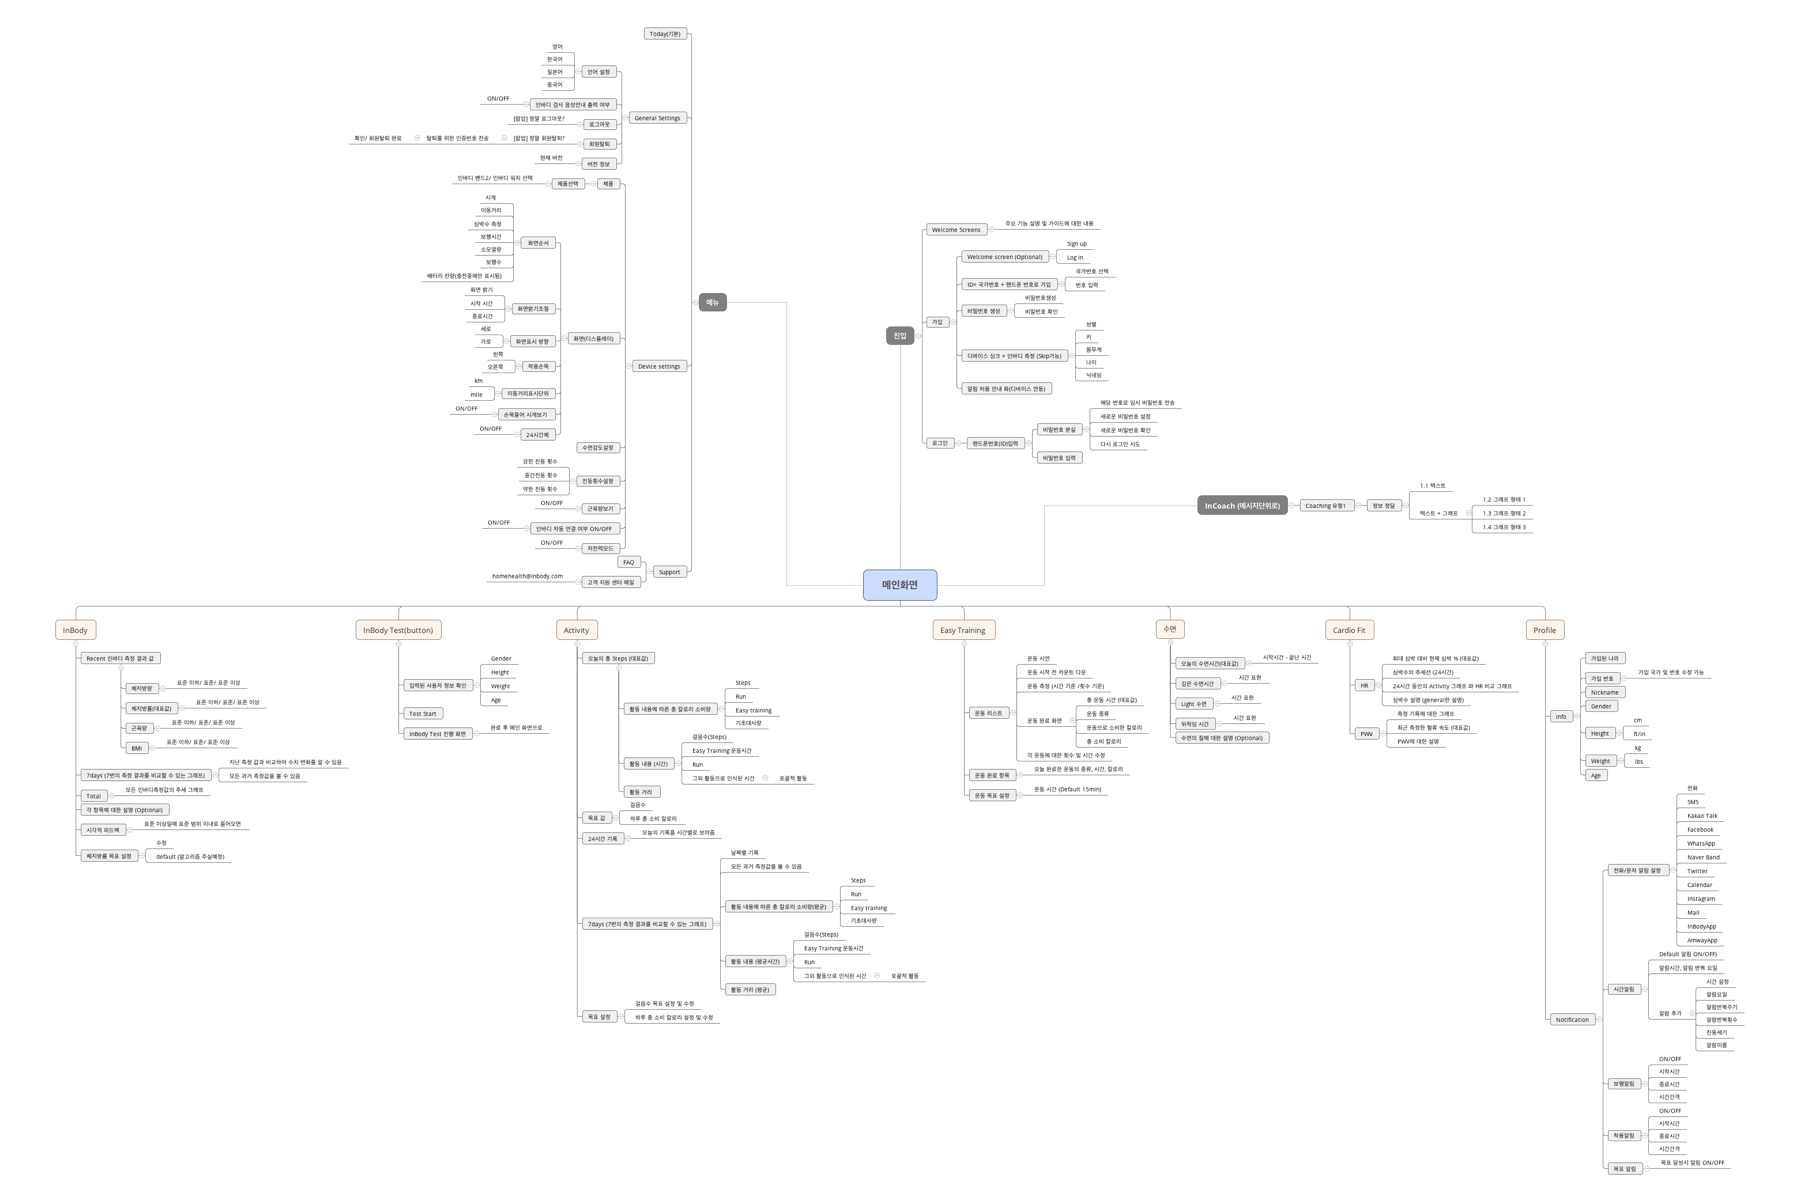 Today(기본)
영어
한국어
일본어
중국어
언어 설정
ON/OFF
인바디 검사 음성안내 출력 여부
[팝업] 정말 로그아웃?
로그아웃
확인/ 회원탈퇴 완료
탈퇴를 위한 인증번호 전송
[팝업] 정말 회원탈퇴?
회원탈퇴
현재 버전
버전 정보
General Settings
인바디 밴드2/ 인바디 워치 선택
제품선택
제품
시계
이동거리
심박수 측정
보행시간
소모열량
보행수
배터리 잔량(충전중에만 표시됨)
화면순서
화면 밝기
시작 시간
종료시간
화면밝기조절
세로
가로
화면표시 방향
왼쪽
오른쪽
착용손목
km
mile
이동거리표시단위
ON/OFF
손목들어 시계보기
ON/OFF
24시간제
화면(디스플레이)
수면감도설정
강한 진동 횟수
중간진동 횟수
약한 진동 횟수
진동횟수설정
ON/OFF
근육량보기
ON/OFF
인바디 자동 연결 여부 ON/OFF
ON/OFF
저전력모드
Device settings
FAQ
homehealth@inbody.com
고객 지원 센터 메일
Support
메뉴
진입
Welcome Screens
주요 기능 설명 및 가이드에 대한 내용
가입
Welcome screen (Optional)
Sign up
Log in
ID= 국가번호 + 핸드폰 번호로 가입
국가번호 선택
번호 입력
비밀번호 생성
비밀번호생성
비밀번호 확인
디바이스 싱크 + 인바디 측정 (Skip가능)
성별
키
몸무게
나이
닉네임
알림 허용 안내 화(디바이스 연동)
로그인
핸드폰번호(ID)입력
비밀번호 분실
해당 번호로 임시 비밀번호 전송
새로운 비밀번호 설정
새로운 비밀번호 확인
다시 로그인 시도
비밀번호 입력
InCoach (메시지단위로)
Coaching 유형1
정보 전달
1.1 텍스트
텍스트 + 그래프
1.2 그래프 형태 1
1.3 그래프 형태 2
1.4 그래프 형태 3
메인화면
InBody
Recent 인바디 측정 결과 값
체지방량
표준 이하/ 표준/ 표준 이상
체지방률(대표값)
표준 이하/ 표준/ 표준 이상
근육량
표준 이하/ 표준/ 표준 이상
BMI
표준 이하/ 표준/ 표준 이상
7days (7번의 측정 결과를 비교할 수 있는 그래프)
지난 측정 값과 비교하여 수치 변화를 알 수 있음
모든 과거 측정값을 볼 수 있음
Total
모든 인바디측정값의 추세 그래프
각 항목에 대한 설명 (Optional)
시각적 피드백
표준 이상일때 표준 범위 이내로 들어오면
체지방률 목표 설정
수정
default (알고리즘 주실예정)
InBody Test(button)
입력된 사용자 정보 확인
Gender
Height
Weight
Age
Test Start
InBody Test 진행 화면
완료 후 메인 화면으로
Activity
오늘의 총 Steps (대표값)
활동 내용에 따른 총 칼로리 소비량
Steps
Run
Easy training
기초대사량
활동 내용 (시간)
걸음수(Steps)
Easy Training 운동시간
Run
그외 활동으로 인식된 시간
포괄적 활동
활동 거리
목표 값
걸음수
하루 총 소비 칼로리
24시간 기록
오늘의 기록을 시간별로 보여줌
7days (7번의 측정 결과를 비교할 수 있는 그래프)
날짜별 기록
모든 과거 측정값을 볼 수 있음
활동 내용에 따른 총 칼로리 소비량(평균)
Steps
Run
Easy training
기초대사량
활동 내용 (평균시간)
걸음수(Steps)
Easy Training 운동시간
Run
그외 활동으로 인식된 시간
포괄적 활동
활동 거리 (평균)
목표 설정
걸음수 목표 설정 및 수정
하루 총 소비 칼로리 설정 및 수정
Easy Training
운동 리스트
운동 시연
운동 시작 전 카운트 다운
운동 측정 (시간 기준 /횟수 기준)
운동 완료 화면
총 운동 시간 (대표값)
운동 종류
운동으로 소비한 칼로리
총 소비 칼로리
각 운동에 대한 횟수 및 시간 수정
운동 완료 항목
오늘 완료한 운동의 종류, 시간, 칼로리
운동 목표 설정
운동 시간 (Default 15min)
수면
오늘의 수면시간(대표값)
시작시간 - 끝난 시간
깊은 수면시간
시간 표현
Light 수면
시간 표현
뒤척임 시간
시간 표현
수면의 질에 대한 설명 (Optional)
Cardio Fit
HR
최대 심박 대비 현재 심박 % (대표값)
심박수의 추세선 (24시간)
24시간 동안의 Activity 그래프 와 HR 비교 그래프
심박수 설명 (general한 설명)
PWV
측정 기록에 대한 그래프
최근 측정한 혈류 속도 (대표값)
PWV에 대한 설명
Profile
info
가입된 나라
가입 번호
가입 국가 및 번호 수정 가능
Nickname
Gender
Height
cm
ft/in
Weight
kg
lbs
Age
Notification
전화/문자 알림 설정
전화
SMS
Kakao Talk
Facebook
WhatsApp
Naver Band
Twitter
Calendar
Instagram
Mail
InBodyApp
AmwayApp
시간알림
Default 알림 ON/OFF)
알림시간, 알림 반복 요일
알람 추가
시간 설정
알람요일
알람반복주기
알람반복횟수
진동세기
알람이름
보행알림
ON/OFF
시작시간
종료시간
시간간격
착용알림
ON/OFF
시작시간
종료시간
시간간격
목표 알림
목표 달성시 알림 ON/OFF